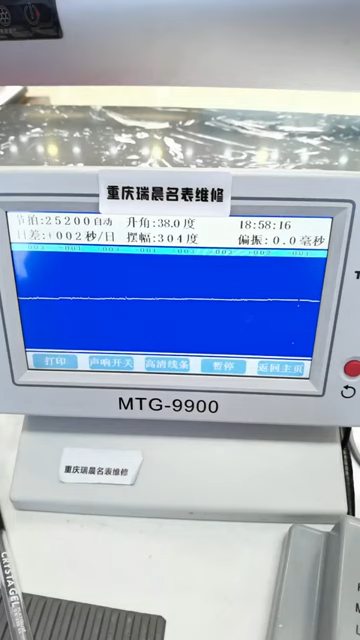 重庆瑞晨名表维修
节拍:25200自动 升角:38.0度 18:58:16
日差:+002秒/日 摆幅:304度 偏振:0.0毫秒
打印 声响开关 高清线条 暂停 返回主页
MTG-9900
重庆瑞晨名表维修
CRYSTA GEL